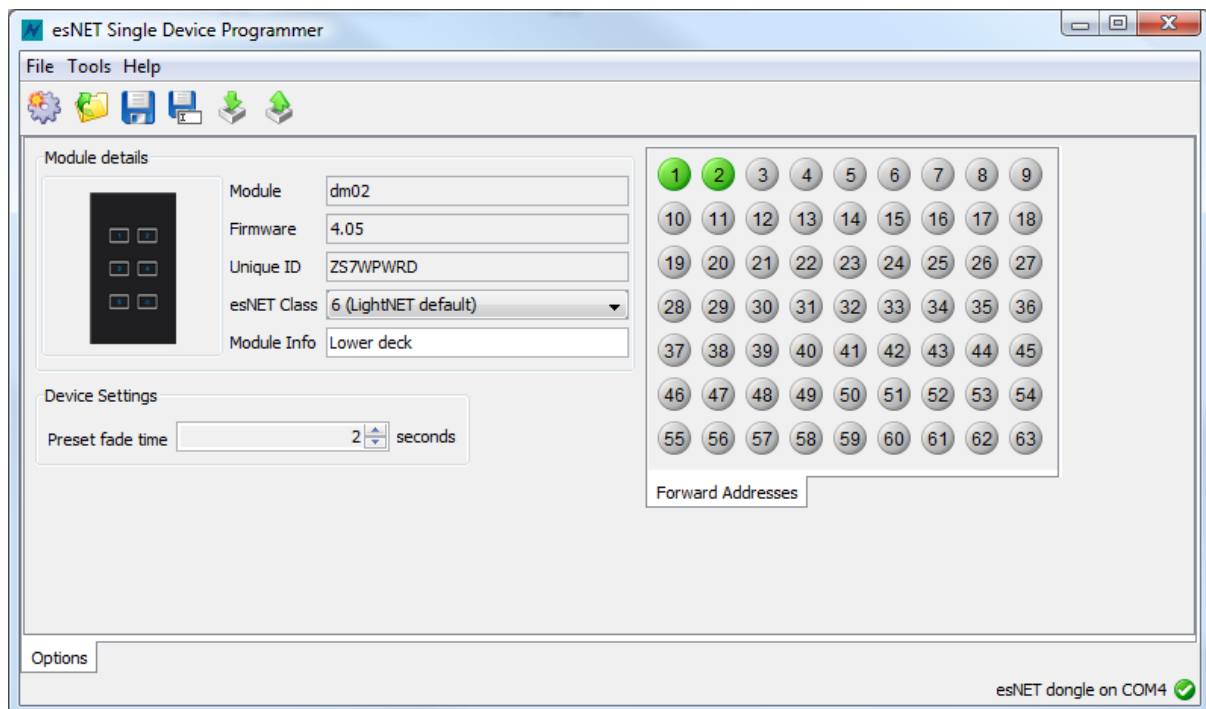 esNET Single Device Programmer
File Tools Help
Module details
Module dm02
Firmware 4.05
Unique ID ZS7WPWRD
esNET Class 6 (LightNET default)
Module Info Lower deck
Device Settings
Preset fade time 2 seconds
1 2 3 4 5 6 7 8 9
10 11 12 13 14 15 16 17 18
19 20 21 22 23 24 25 26 27
28 29 30 31 32 33 34 35 36
37 38 39 40 41 42 43 44 45
46 47 48 49 50 51 52 53 54
55 56 57 58 59 60 61 62 63
Forward Addresses
Options
esNET dongle on COM4